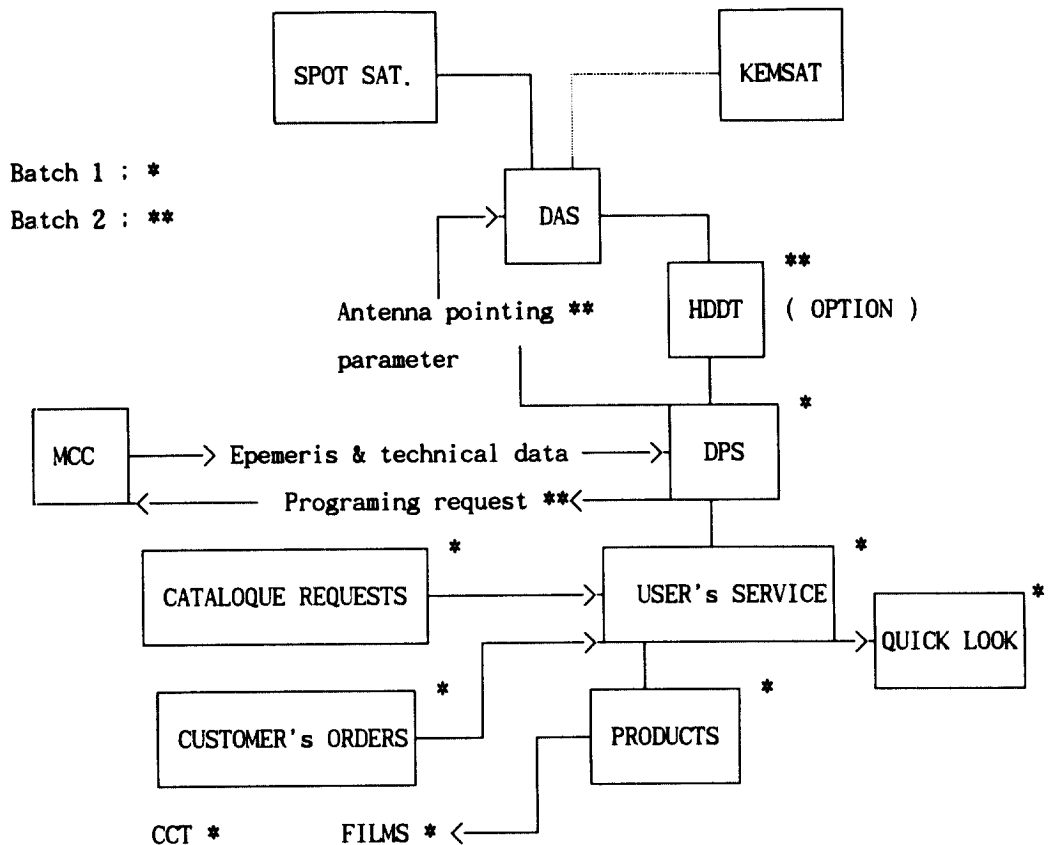 SPOT SAT.
KEMSAT
Batch 1 : *
Batch 2 : **
DAS
**
Antenna pointing **
parameter
HDDT
( OPTION )
*
MCC
Epemeris & technical data
DPS
Programing request **
*
*
CATALOQUE REQUESTS
USER's SERVICE
*
QUICK LOOK
*
*
CUSTOMER's ORDERS
PRODUCTS
CCT *
FILMS *